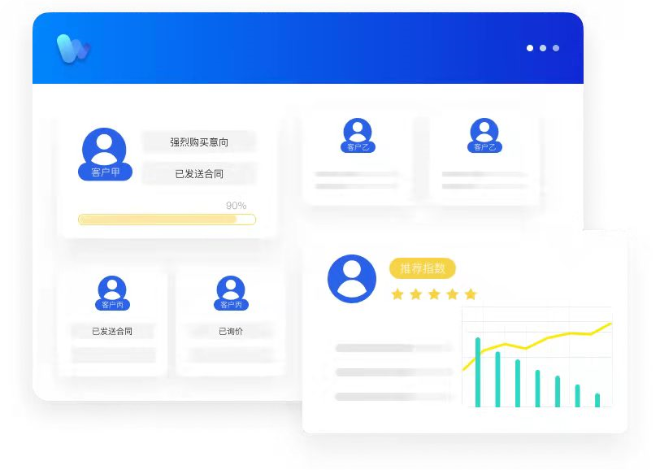 强烈购买意向
客户甲
已发送合同
90%
客户乙
客户乙
推荐指数
客户丙
客户丙
已发送合同
已询价